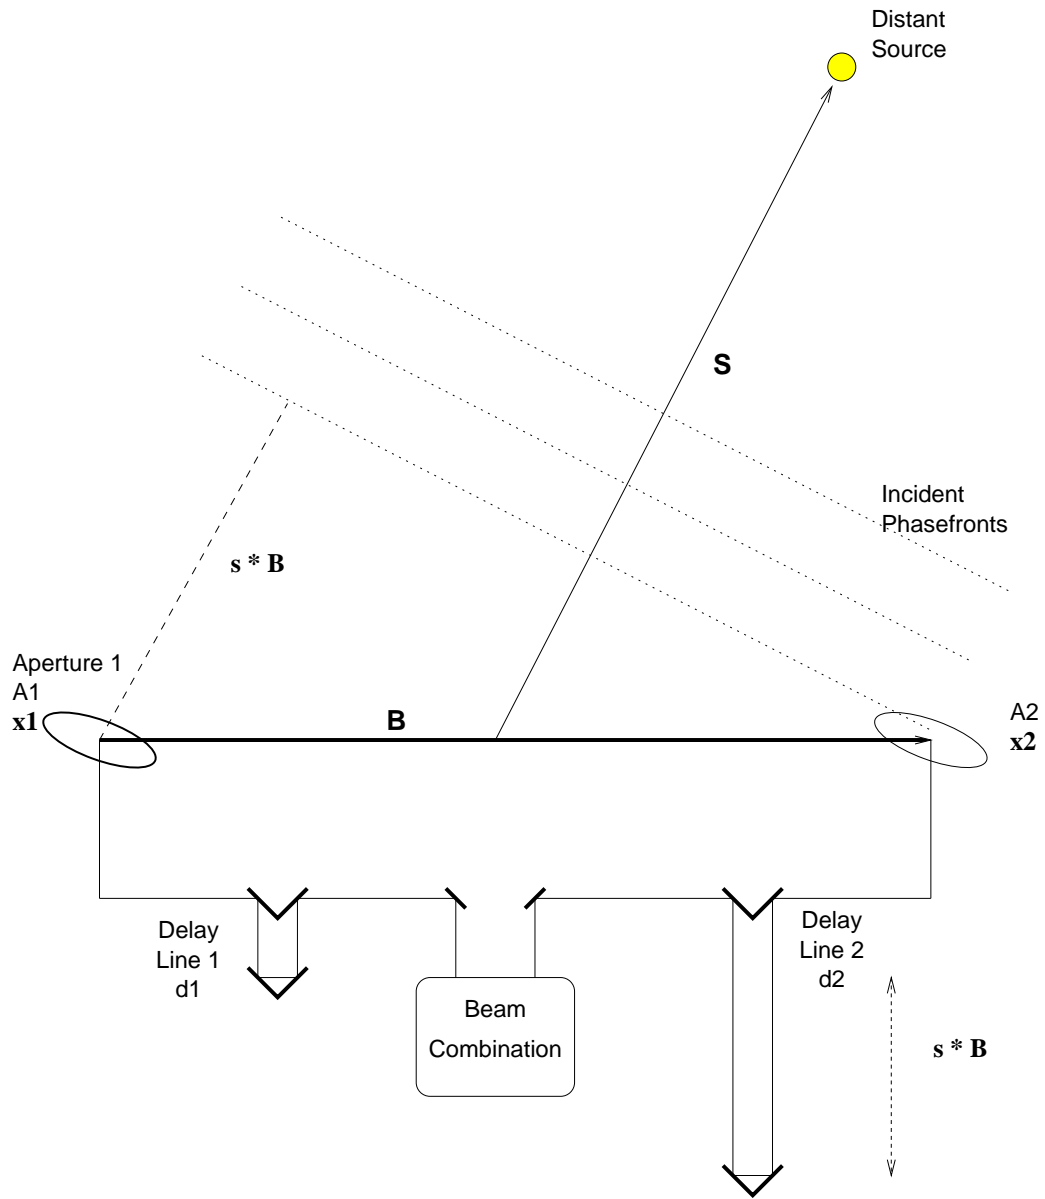 Distant
Source
S
Incident
Phasefronts
s * B
Aperture 1
A1
x1
B
A2
x2
Delay
Line 1
d1
Delay
Line 2
d2
Beam
Combination
s * B